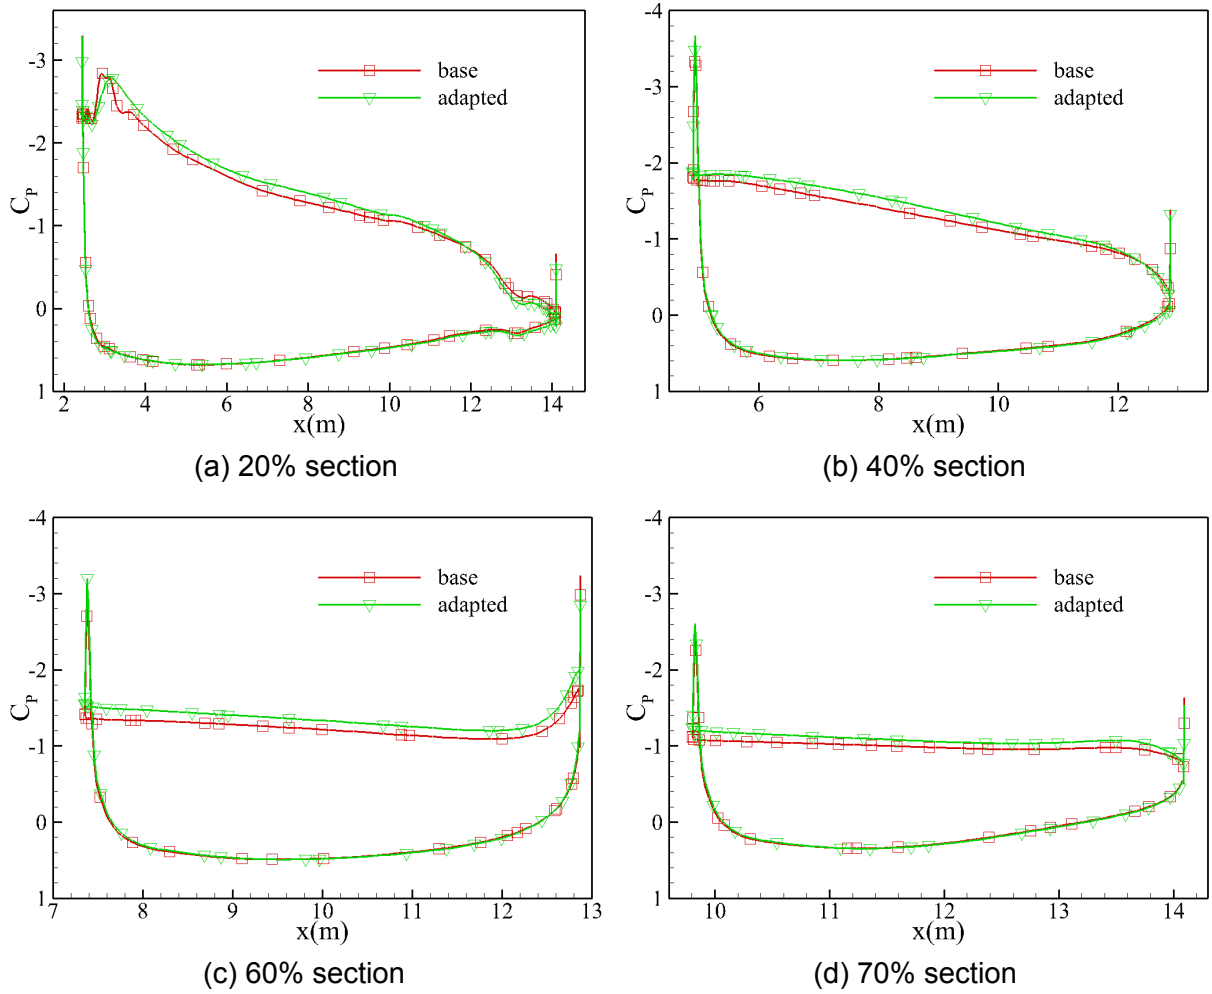 -3
-2
-1
0
1
C_P
base
adapted
2 4 6 8 10 12 14
x(m)
(a) 20% section
-4
-3
-2
-1
0
1
C_P
base
adapted
6 8 10 12
x(m)
(b) 40% section
-4
-3
-2
-1
0
1
C_P
base
adapted
7 8 9 10 11 12 13
x(m)
(c) 60% section
-4
-3
-2
-1
0
1
C_P
base
adapted
10 11 12 13 14
x(m)
(d) 70% section